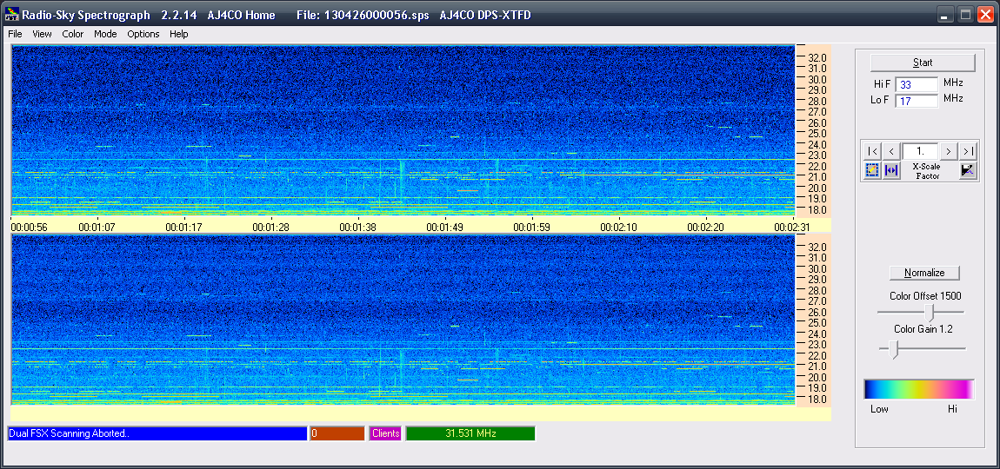 Radio-Sky Spectrograph 2.2.14 AJ4CO Home File: 130426000056.sps AJ4CO DPS-XTFD
File View Color Mode Options Help
32.0
31.0
30.0
29.0
28.0
27.0
26.0
25.0
24.0
23.0
22.0
21.0
20.0
19.0
18.0
00:00:56 00:01:07 00:01:17 00:01:28 00:01:38 00:01:49 00:01:59 00:02:10 00:02:20 00:02:31
32.0
31.0
30.0
29.0
28.0
27.0
26.0
25.0
24.0
23.0
22.0
21.0
20.0
19.0
18.0
Dual FSX Scanning Aborted.. 0 Clients 31.531 MHz
Start
Hi F 33 MHz
Lo F 17 MHz
|< < 1. > >|
X-Scale
Factor
Normalize
Color Offset 1500
Color Gain 1.2
Low Hi